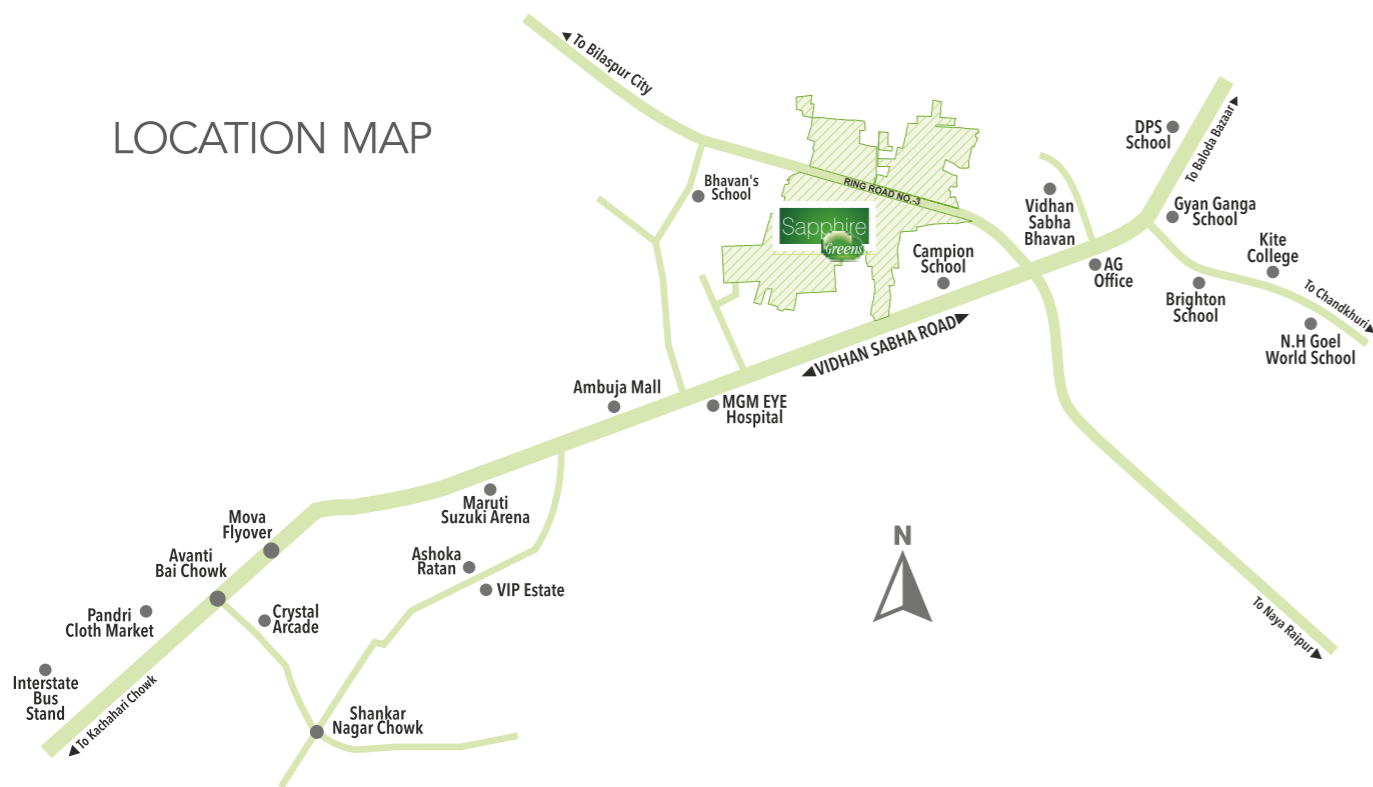 LOCATION MAP
To Bilaspur City
DPS
School
To Baloda Bazaar
Bhavan's
School
RING ROAD NO.-3
Vidhan
Sabha
Bhavan
Gyan Ganga
School
Sapphire
Greens
Campion
School
Kite
College
AG
Office
Brighton
School
To Chandkhuri
N.H Goel
World School
VIDHAN SABHA ROAD
Ambuja Mall
MGM EYE
Hospital
Maruti
Suzuki Arena
Mova
Flyover
Avanti
Bai Chowk
Ashoka
Ratan
VIP Estate
N
Pandri
Cloth Market
Crystal
Arcade
To Naya Raipur
Interstate
Bus
Stand
To Kachahari Chowk
Shankar
Nagar Chowk